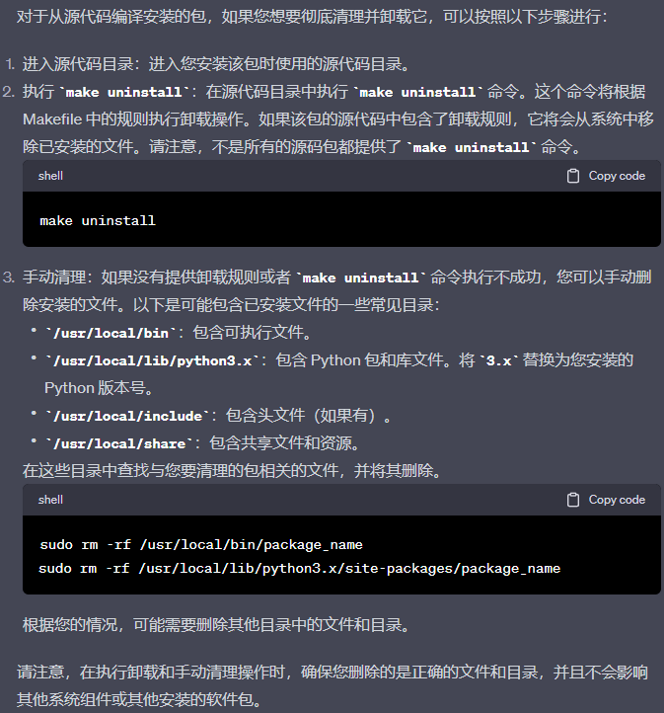 对于从源代码编译安装的包，如果您想要彻底清理并卸载它，可以按照以下步骤进行：
1. 进入源代码目录：进入您安装该包时使用的源代码目录。
2. 执行 `make uninstall`：在源代码目录中执行 `make uninstall` 命令。这个命令将根据
Makefile 中的规则执行卸载操作。如果该包的源代码中包含了卸载规则，它将会从系统中移
除已安装的文件。请注意，不是所有的源码包都提供了 `make uninstall` 命令。
shell Copy code
make uninstall
3. 手动清理：如果没有提供卸载规则或者 `make uninstall` 命令执行不成功，您可以手动删
除安装的文件。以下是可能包含已安装文件的一些常见目录：
• `/usr/local/bin`：包含可执行文件。
• `/usr/local/lib/python3.x`：包含 Python 包和库文件。将 `3.x` 替换为您安装的
Python 版本号。
• `/usr/local/include`：包含头文件（如果有）。
• `/usr/local/share`：包含共享文件和资源。
在这些目录中查找与您要清理的包相关的文件，并将其删除。
shell Copy code
sudo rm -rf /usr/local/bin/package_name
sudo rm -rf /usr/local/lib/python3.x/site-packages/package_name
根据您的情况，可能需要删除其他目录中的文件和目录。
请注意，在执行卸载和手动清理操作时，确保您删除的是正确的文件和目录，并且不会影响
其他系统组件或其他安装的软件包。